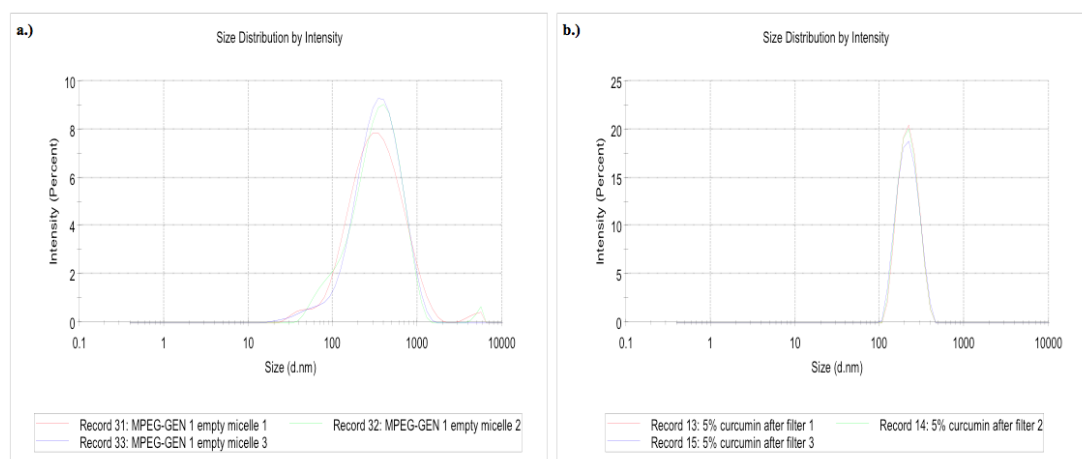 a.)
Size Distribution by Intensity
10
8
6
4
2
0
Intensity (Percent)
0.1 1 10 100 1000 10000
Size (d.nm)
Record 31: MPEG-GEN 1 empty micelle 1 Record 32: MPEG-GEN 1 empty micelle 2
Record 33: MPEG-GEN 1 empty micelle 3
b.)
Size Distribution by Intensity
25
20
15
10
5
0
Intensity (Percent)
0.1 1 10 100 1000 10000
Size (d.nm)
Record 13: 5% curcumin after filter 1 Record 14: 5% curcumin after filter 2
Record 15: 5% curcumin after filter 3